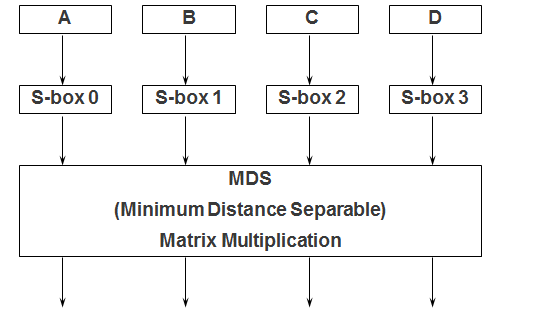 A B C D
S-box 0 S-box 1 S-box 2 S-box 3
MDS
(Minimum Distance Separable)
Matrix Multiplication